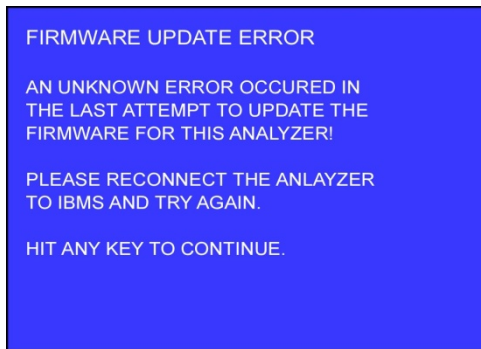 FIRMWARE UPDATE ERROR
AN UNKNOWN ERROR OCCURED IN
THE LAST ATTEMPT TO UPDATE THE
FIRMWARE FOR THIS ANALYZER!
PLEASE RECONNECT THE ANLAYZER
TO IBMS AND TRY AGAIN.
HIT ANY KEY TO CONTINUE.